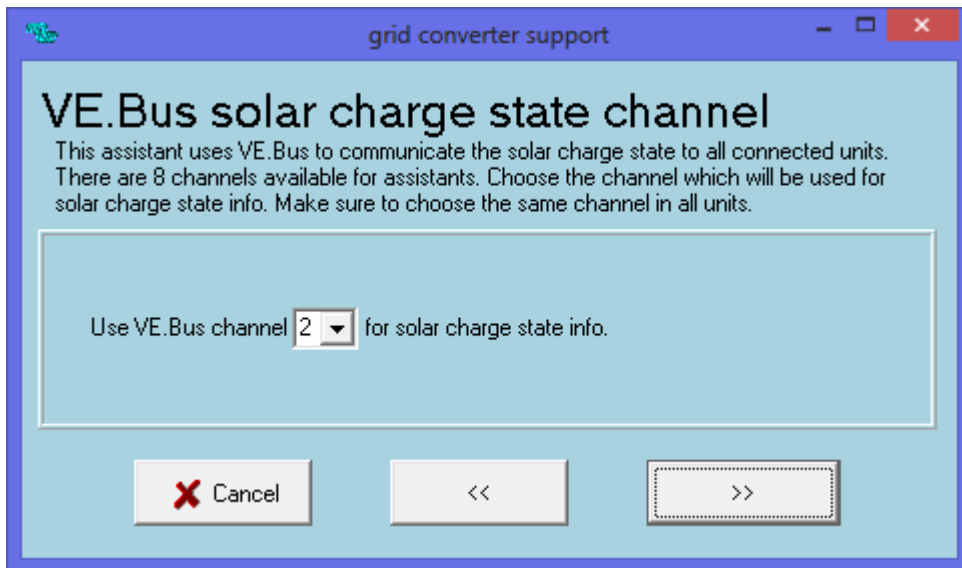 grid converter support
VE.Bus solar charge state channel
This assistant uses VE.Bus to communicate the solar charge state to all connected units.
There are 8 channels available for assistants. Choose the channel which will be used for
solar charge state info. Make sure to choose the same channel in all units.
Use VE.Bus channel 2 for solar charge state info.
Cancel << >>